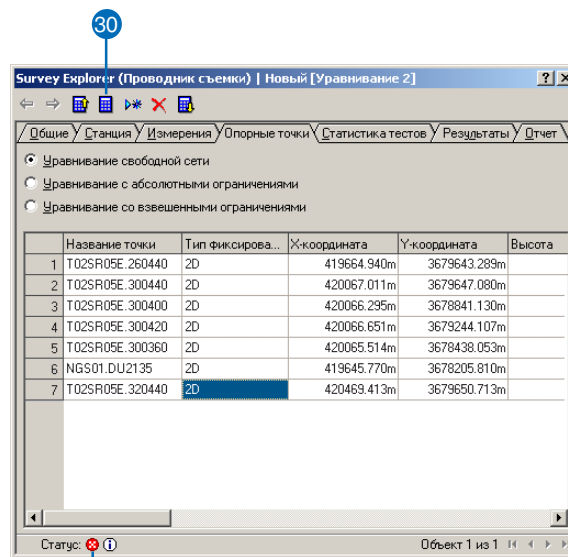 30
Survey Explorer (Проводник съемки) | Новый [Уравнивание 2]
Общие Станция Измерения Опорные точки Статистика тестов Результаты Отчет
Уравнивание свободной сети
Уравнивание с абсолютными ограничениями
Уравнивание со взвешенными ограничениями
Название точки Тип фиксирова... X-координата Y-координата Высота
1 T02SR05E.260440 2D 419664.940m 3679643.289m
2 T02SR05E.300440 2D 420067.011m 3679647.080m
3 T02SR05E.300400 2D 420066.295m 3678841.130m
4 T02SR05E.300420 2D 420066.651m 3679244.107m
5 T02SR05E.300360 2D 420065.514m 3678438.053m
6 NGS01.DU2135 2D 419645.770m 3678205.810m
7 T02SR05E.320440 2D 420469.413m 3679650.713m
Статус: Объект 1 из 1